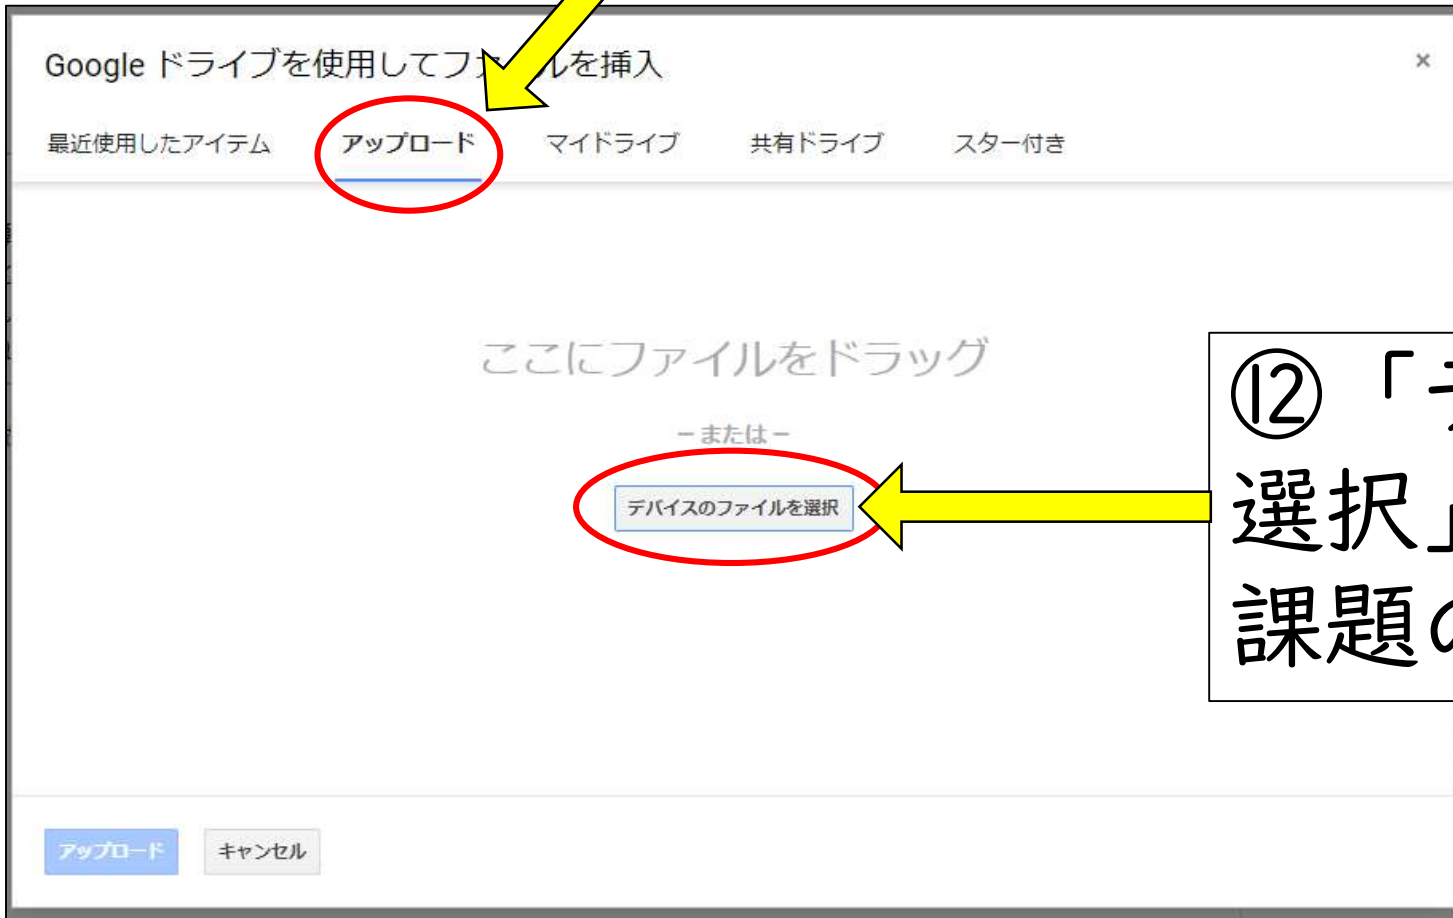 Google ドライブを使用してファイルを挿入
×
最近使用したアイテム アップロード マイドライブ 共有ドライブ スター付き
ここにファイルをドラッグ
– または –
デバイスのファイルを選択
⑫「デ
選択」
課題の
アップロード キャンセル